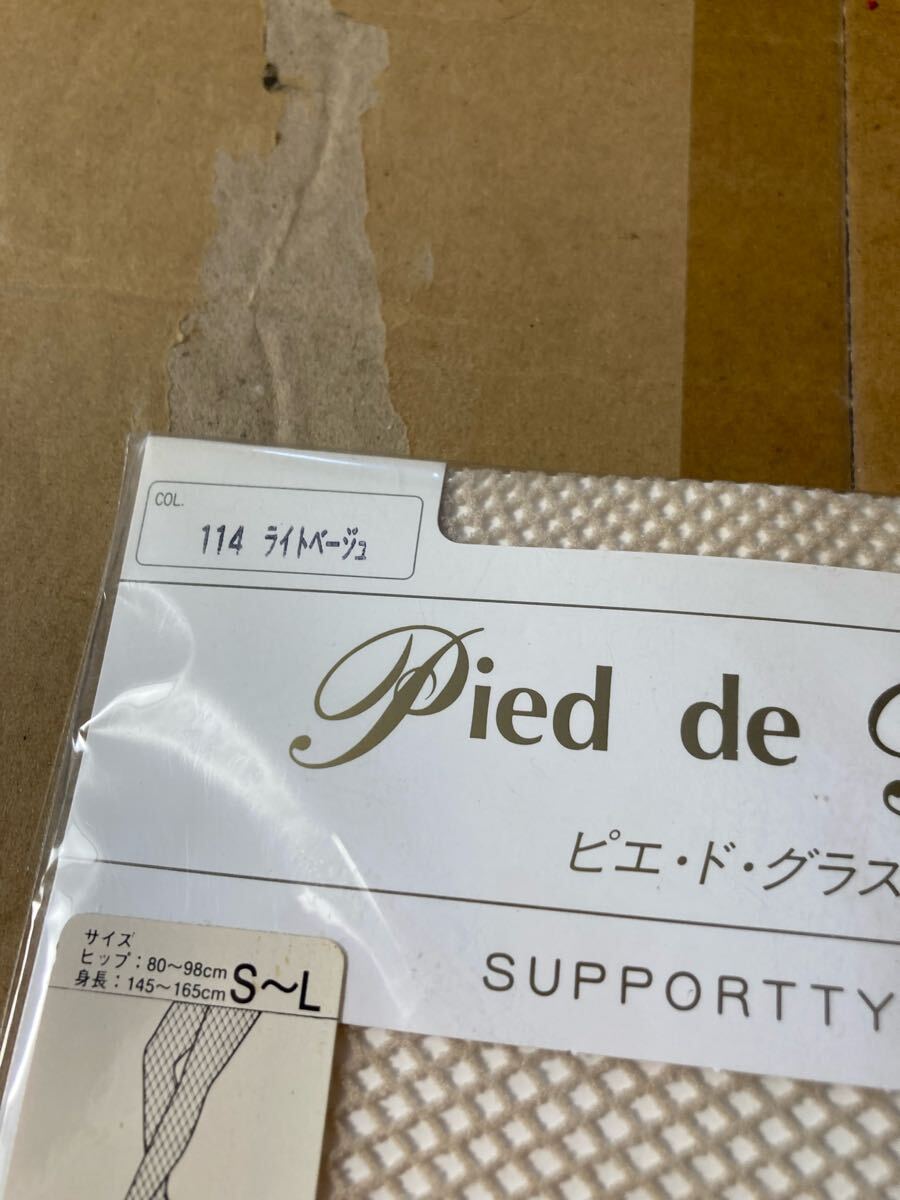 COL.
114 ライトベージュ
Pied de
ピエ・ド・グラス
SUPPORTTY
サイズ
ヒップ：80〜98cm
身長：145〜165cm
S〜L